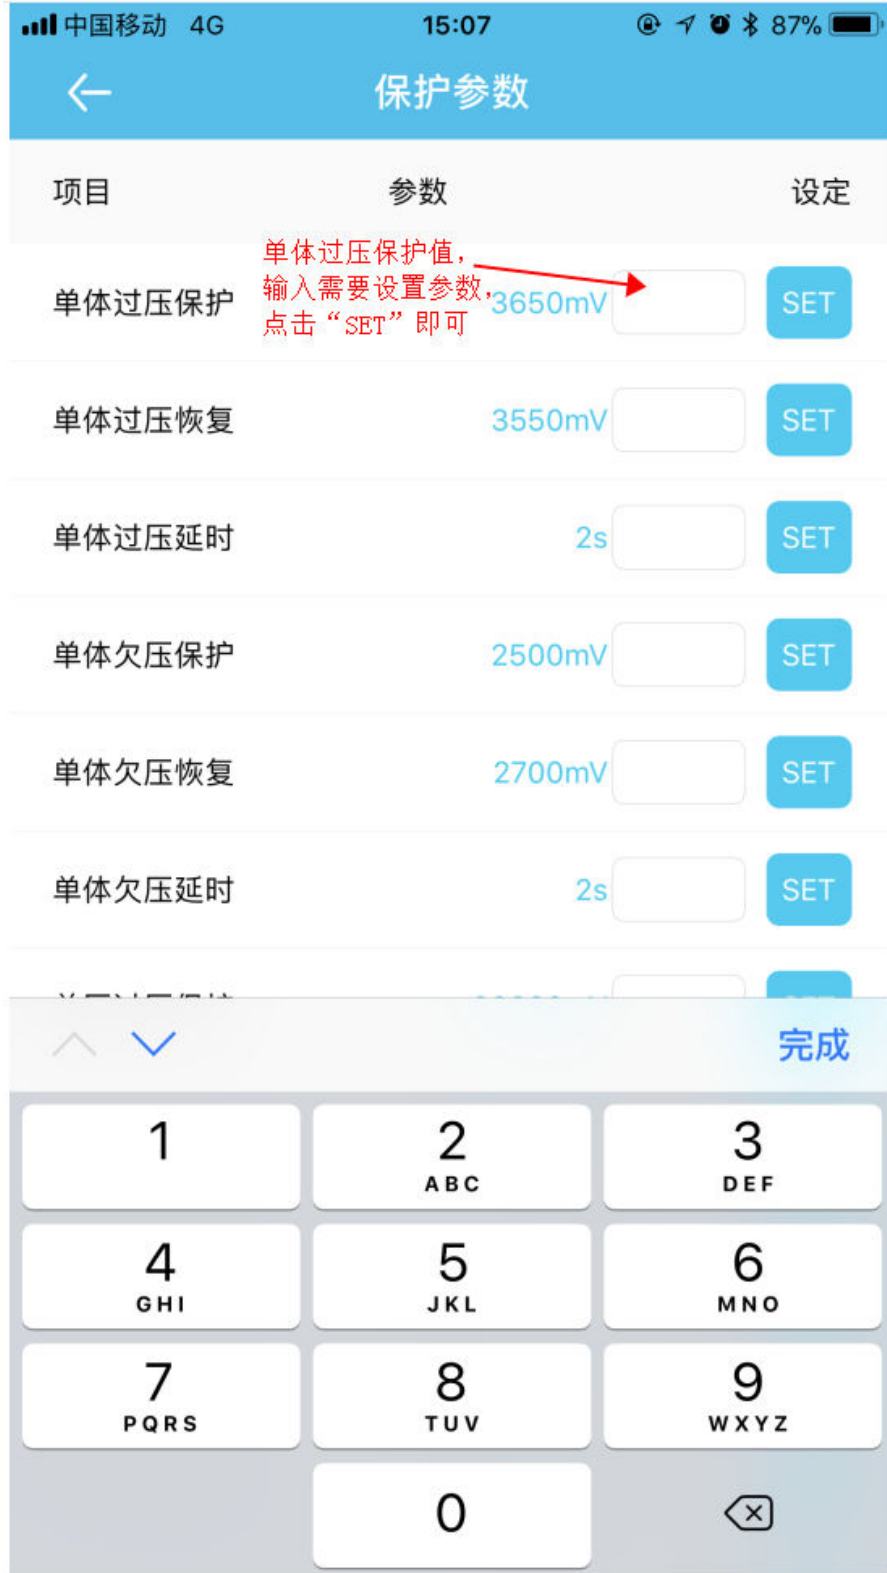 中国移动 4G 15:07 87%
保护参数
项目 参数 设定
单体过压保护值，
输入需要设置参数，
点击“SET”即可
单体过压保护 3650mV SET
单体过压恢复 3550mV SET
单体过压延时 2s SET
单体欠压保护 2500mV SET
单体欠压恢复 2700mV SET
单体欠压延时 2s SET
完成
1 2 3
ABC DEF
4 5 6
GHI JKL MNO
7 8 9
PQRS TUV WXYZ
0